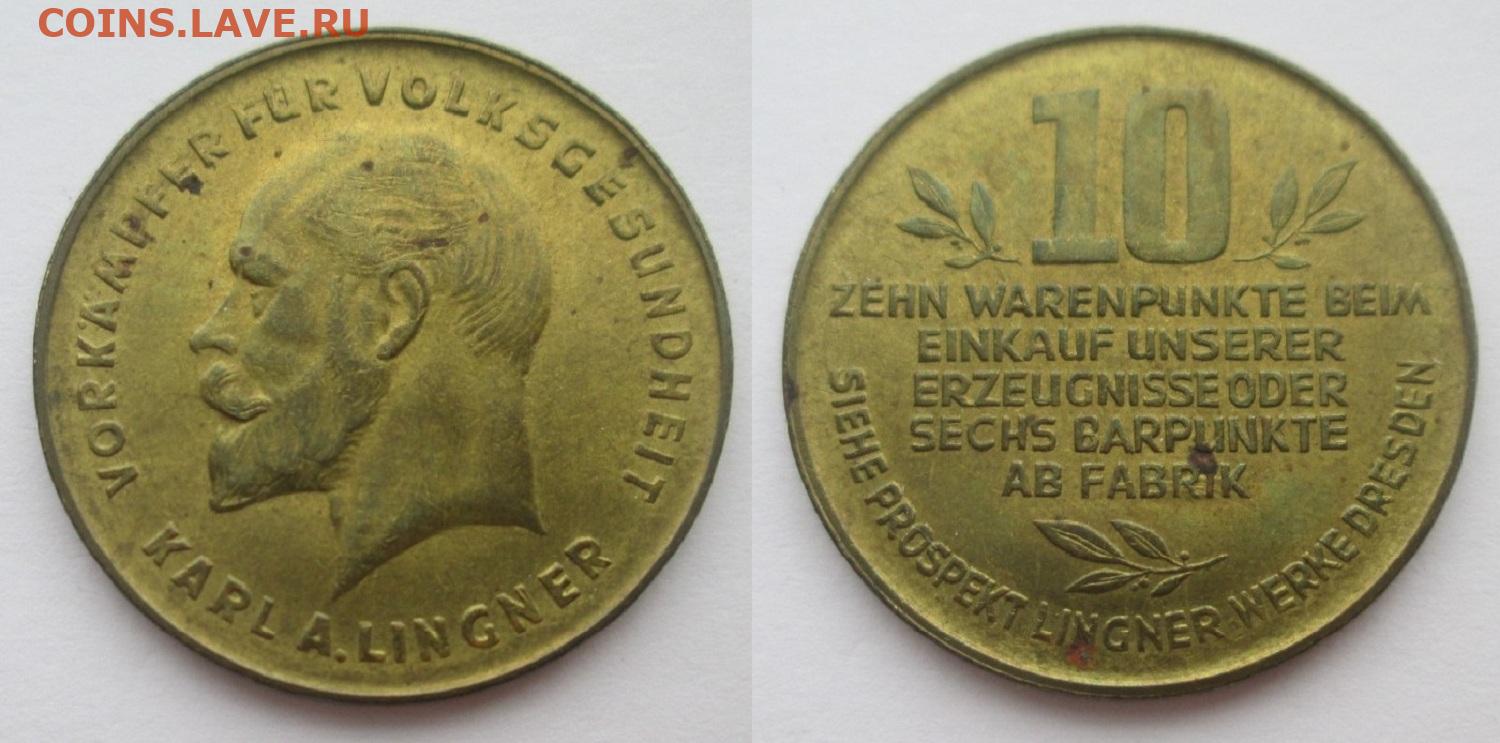 COINS.LAVE.RU
VORKÄMPFER FÜR VOLKSGESUNDHEIT
KARL A. LINGNER
10
ZEHN WARENPUNKTE BEIM
EINKAUF UNSERER
ERZEUGNISSE ODER
SECHS BARPUNKTE
AB FABRIK
SIEHE PROSPEKT LINGNER WERKE DRESDEN